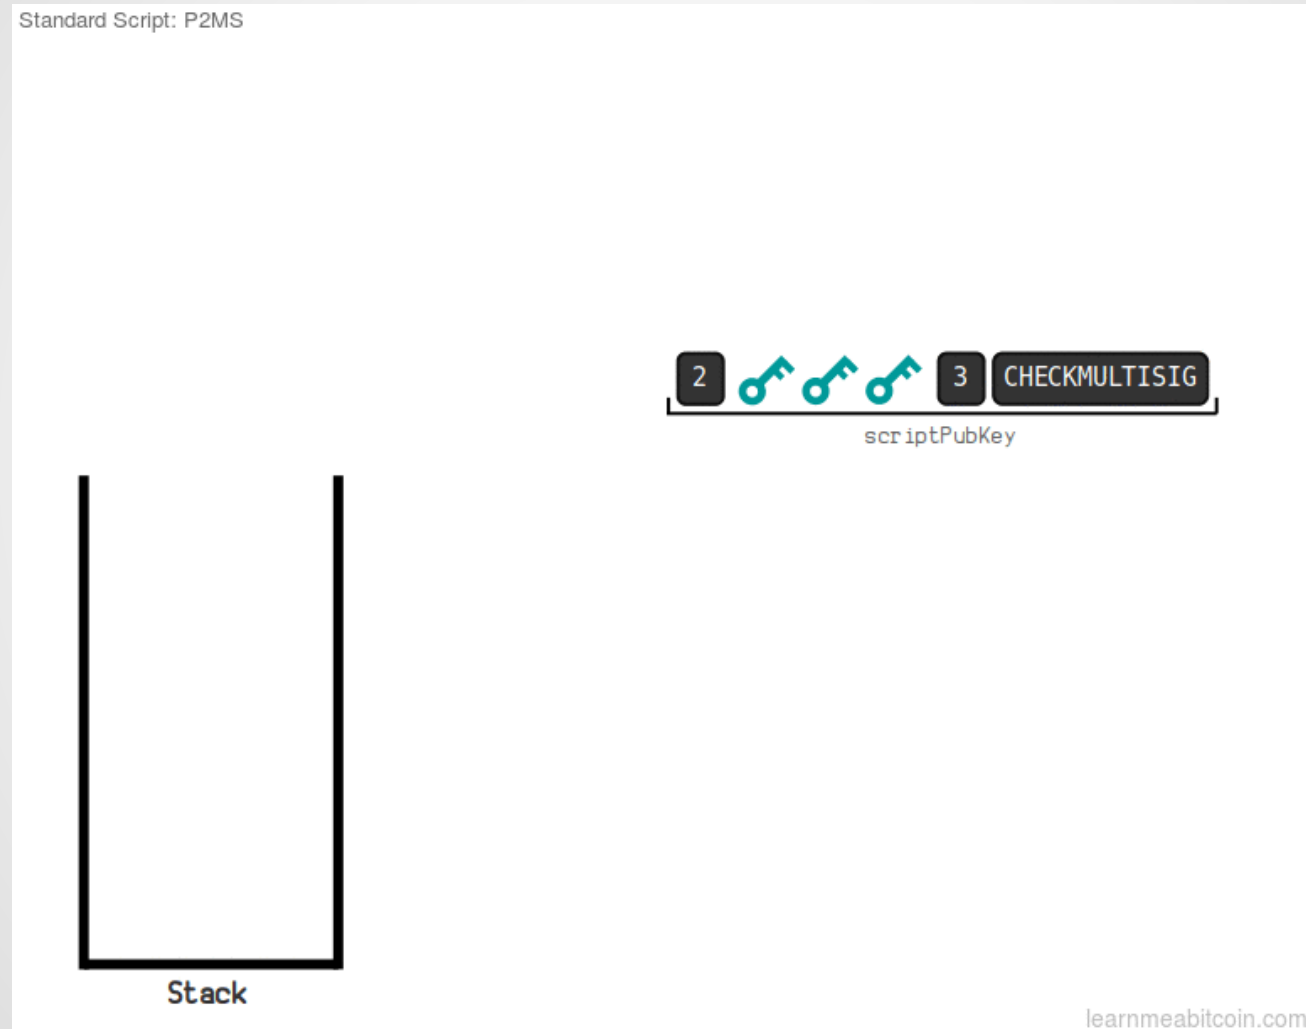 Standard Script: P2MS
2 3 CHECKMULTISIG
scriptPubKey
Stack
learnmeabitcoin.com